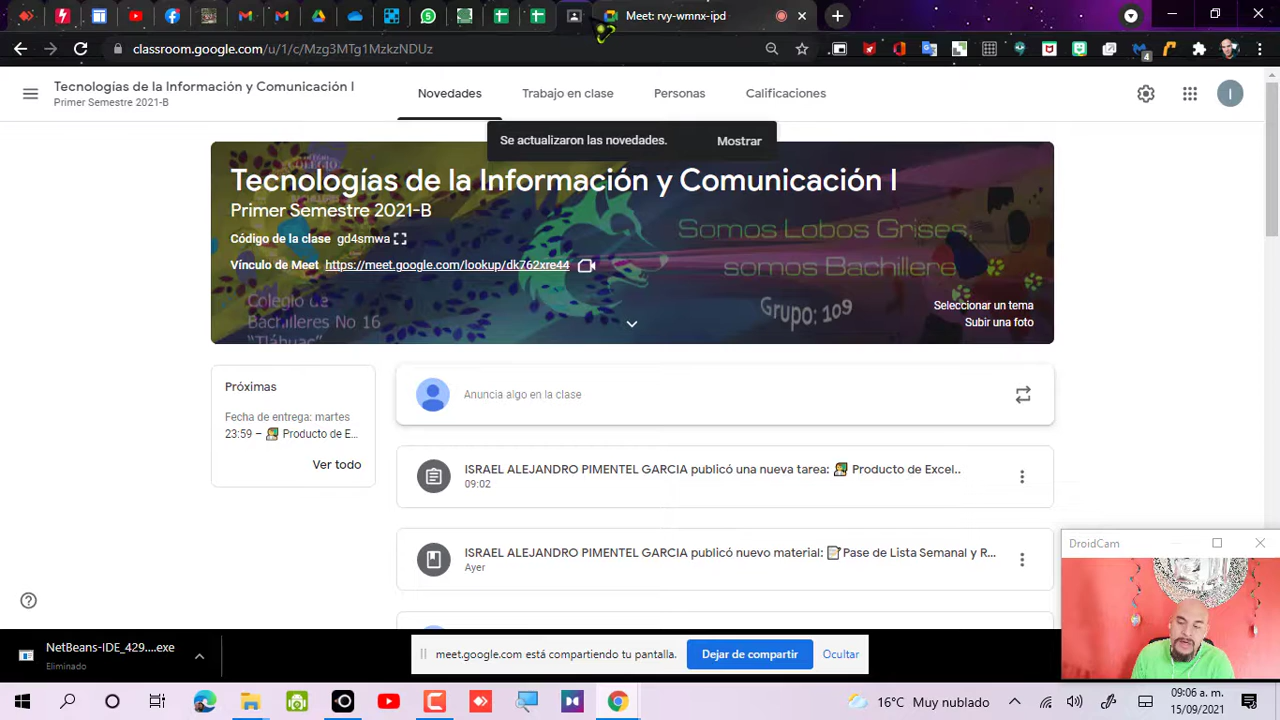 Meet: rvy-wmnx-ipd
classroom.google.com/u/1/c/Mzg3MTg1MzkzNDUz
4
Tecnologías de la Información y Comunicación I
Primer Semestre 2021-B
Novedades
Trabajo en clase
Personas
Calificaciones
I
Se actualizaron las novedades.
Mostrar
COLEGIO
Tecnologías de la Información y Comunicación I
Primer Semestre 2021-B
Código de la clase gd4smwa
Vínculo de Meet https://meet.google.com/lookup/dk762xre44
Somos Lobos Grises,
somos Bachillere
Grupo: 109
Colegio de
Bachilleres No 16
"Tláhuac"
Seleccionar un tema
Subir una foto
Próximas
Fecha de entrega: martes
23:59 – Producto de E...
Ver todo
Anuncia algo en la clase
ISRAEL ALEJANDRO PIMENTEL GARCIA publicó una nueva tarea: Producto de Excel..
09:02
ISRAEL ALEJANDRO PIMENTEL GARCIA publicó nuevo material: Pase de Lista Semanal y R...
Ayer
DroidCam
NetBeans-IDE_429....exe
Eliminado
meet.google.com está compartiendo tu pantalla.
Dejar de compartir
Ocultar
16°C Muy nublado
09:06 a. m.
15/09/2021